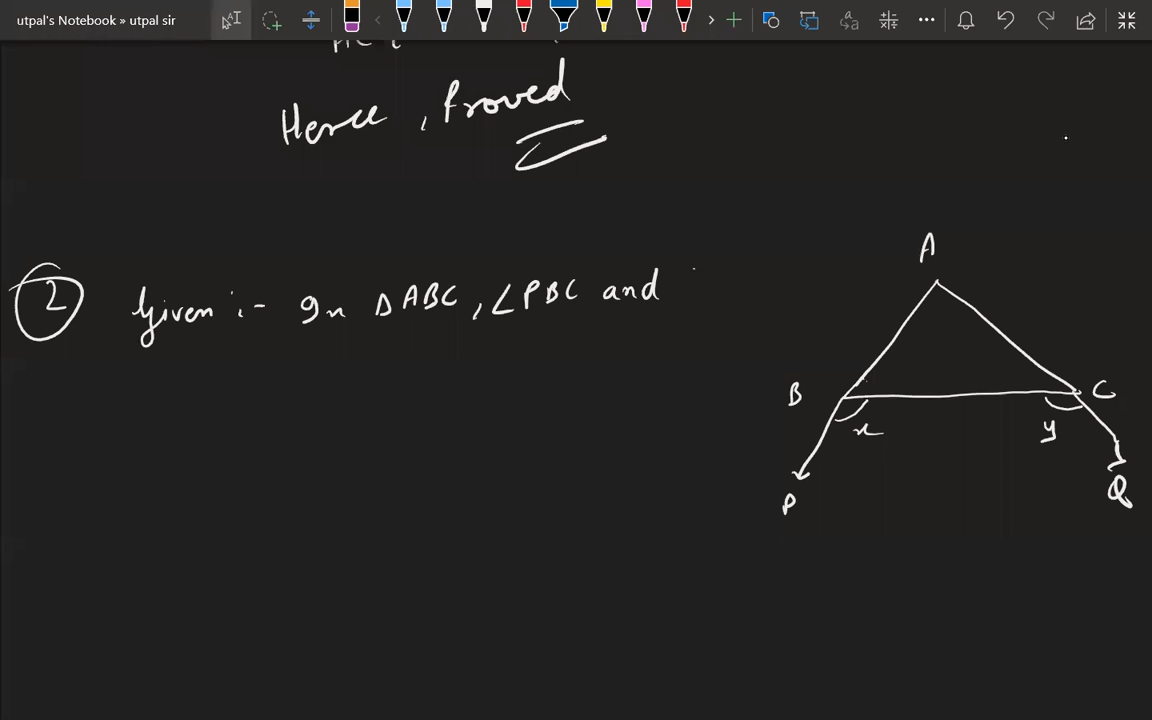 utpal's Notebook » utpal sir
Hence, Proved
2 Given :- In ΔABC, ∠PBC and
A
B
C
x
y
P
Q